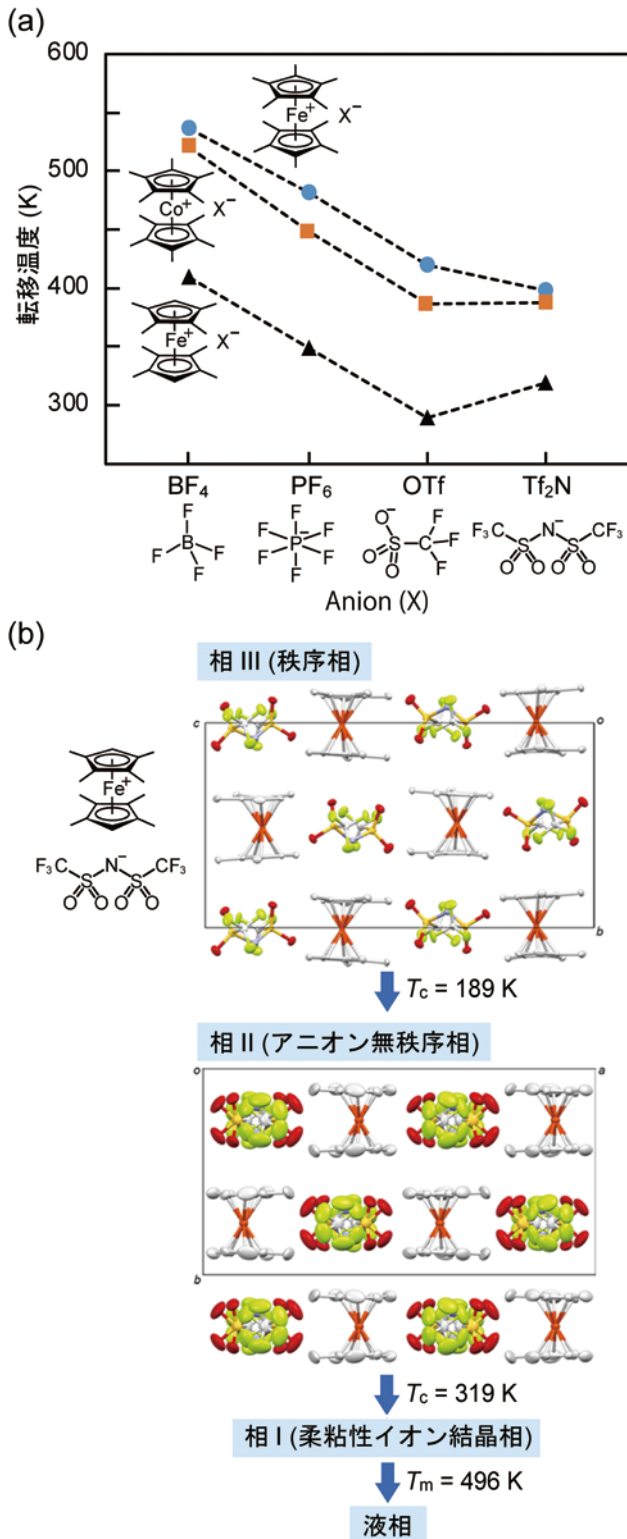 (a)
600
500
400
300
転移温度 (K)
Fe⁺ X⁻
Co⁺ X⁻
Fe⁺ X⁻
BF₄ PF₆ OTf Tf₂N
F
F B⁻ F
F
F
F F
P⁻
F F
F
O⁻ F
O S C F
O F
F₃C N⁻ CF₃
S S
O O O O
Anion (X)
(b)
相 III (秩序相)
c o
b
Fe⁺
F₃C N⁻ CF₃
S S
O O O O
Tc = 189 K
相 II (アニオン無秩序相)
o a
b
Tc = 319 K
相 I (柔粘性イオン結晶相)
Tm = 496 K
液相